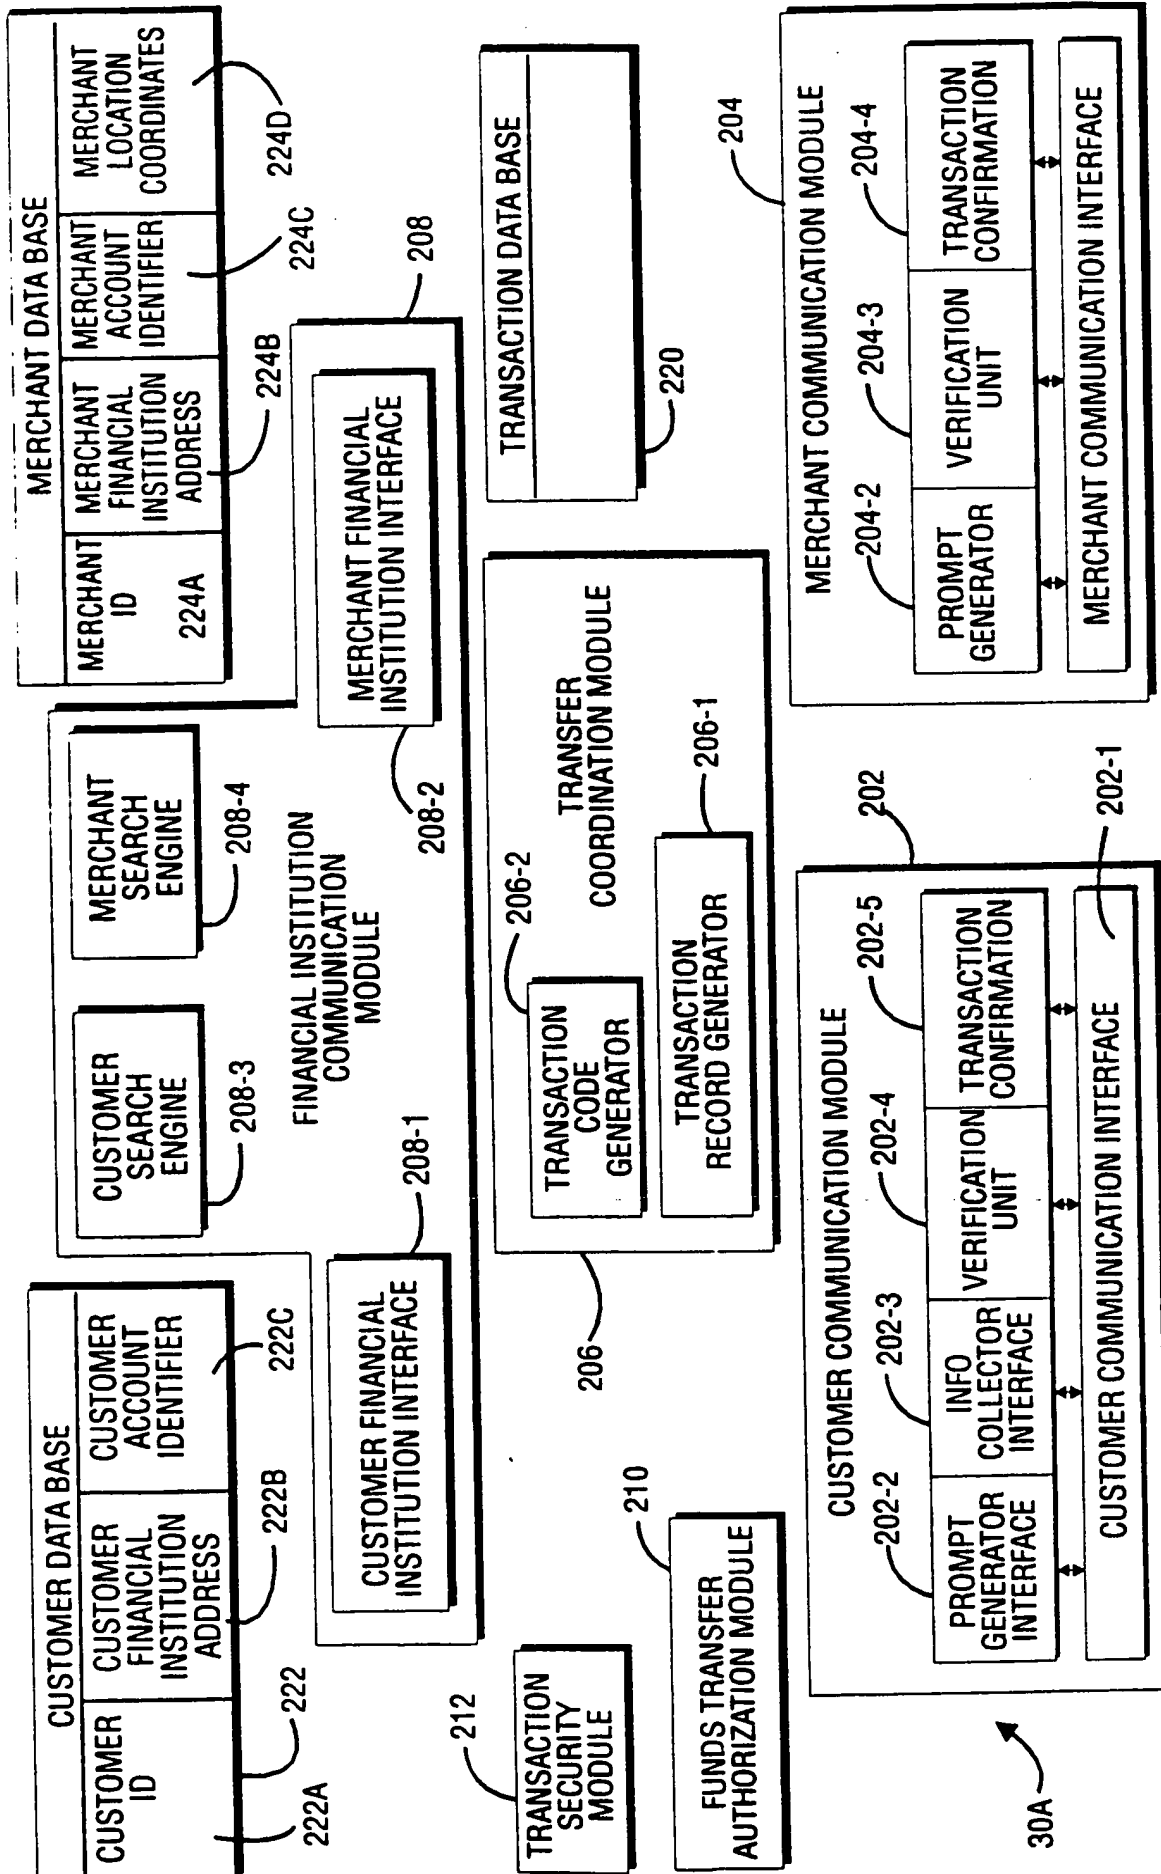 CUSTOMER DATA BASE
CUSTOMER
ID
CUSTOMER
FINANCIAL
INSTITUTION
ADDRESS
CUSTOMER
ACCOUNT
IDENTIFIER
222A
222
222B
222C
CUSTOMER
SEARCH
ENGINE
208-3
MERCHANT
SEARCH
ENGINE
208-4
MERCHANT DATA BASE
MERCHANT
ID
224A
MERCHANT
FINANCIAL
INSTITUTION
ADDRESS
MERCHANT
ACCOUNT
IDENTIFIER
MERCHANT
LOCATION
COORDINATES
224B
224C
224D
FINANCIAL INSTITUTION
COMMUNICATION
MODULE
CUSTOMER FINANCIAL
INSTITUTION INTERFACE
208-1
MERCHANT FINANCIAL
INSTITUTION INTERFACE
208-2
208
TRANSACTION
SECURITY
MODULE
212
FUNDS TRANSFER
AUTHORIZATION MODULE
210
TRANSACTION
CODE
GENERATOR
206-2
TRANSFER
COORDINATION MODULE
TRANSACTION
RECORD GENERATOR
206-1
206
TRANSACTION DATA BASE
220
CUSTOMER COMMUNICATION MODULE
202
202-2
202-3
202-4
202-5
PROMPT
GENERATOR
INTERFACE
INFO
COLLECTOR
INTERFACE
VERIFICATION
UNIT
TRANSACTION
CONFIRMATION
CUSTOMER COMMUNICATION INTERFACE
202-1
MERCHANT COMMUNICATION MODULE
204
204-2
204-3
204-4
PROMPT
GENERATOR
VERIFICATION
UNIT
TRANSACTION
CONFIRMATION
MERCHANT COMMUNICATION INTERFACE
30A